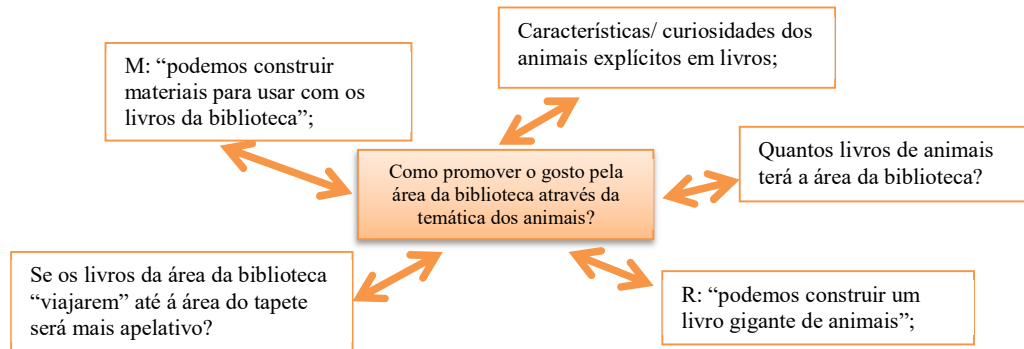 Características/ curiosidades dos
animais explícitos em livros;
M: “podemos construir
materiais para usar com os
livros da biblioteca”;
Quantos livros de animais
terá a área da biblioteca?
Como promover o gosto pela
área da biblioteca através da
temática dos animais?
Se os livros da área da biblioteca
“viajarem” até á área do tapete
será mais apelativo?
R: “podemos construir um
livro gigante de animais”;